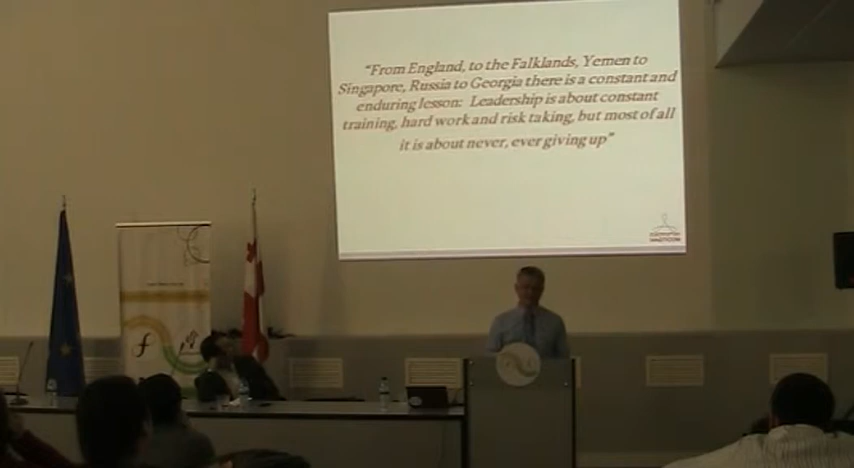 “From England, to the Falklands, Yemen to
Singapore, Russia to Georgia there is a constant and
enduring lesson:  Leadership is about constant
training, hard work and risk taking, but most of all
it is about never, ever giving up”